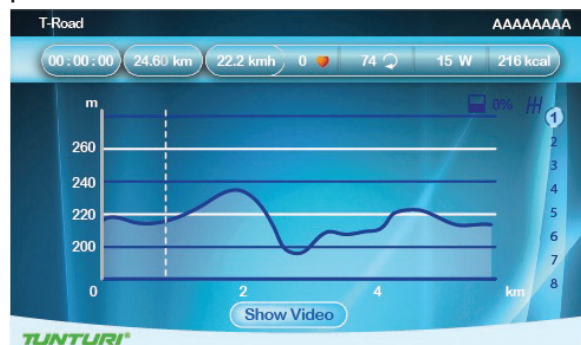 T-Road AAAAAAAA
00:00:00 24.60 km 22.2 kmh 0 74 15 W 216 kcal
m 0% 1
2
260 3
240 4
220 5
6
200 7
0 2 4 km 8
Show Video
TUNTURI®